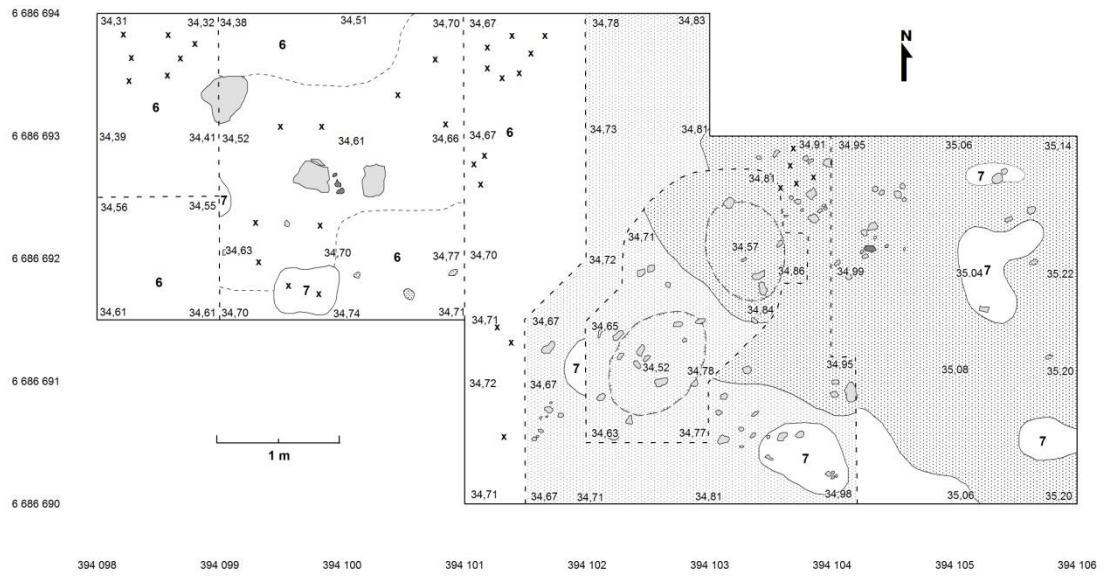 6 686 694 34,31 34,32 34,38 34,51 34,70 34,67 34,78 34,83
x x x x x x x x x x x x x x
6 N
x x x
6 6
6 686 693 34,39 34,41 34,52 x x 34,61 x 34,66 34,67 34,73 34,81 34,91 34,95 35,06 35,14
x x x
34,81 x x x x 7
34,56 34,55 7 x
x x 34,71
34,63 34,70 34,57
6 686 692 x 6 34,77 34,70 34,72 34,86 34,99 35,04 7 35,22
6 x 7 x
34,61 34,61 34,70 34,74 34,71 34,71 34,67 34,65 34,84
x x
6 686 691 34,72 34,67 7 34,52 34,78 34,95 35,08 35,20
x 34,63 34,77 7
1 m 7
6 686 690 34,71 34,67 34,71 34,81 34,98 35,06 35,20
394 098 394 099 394 100 394 101 394 102 394 103 394 104 394 105 394 106